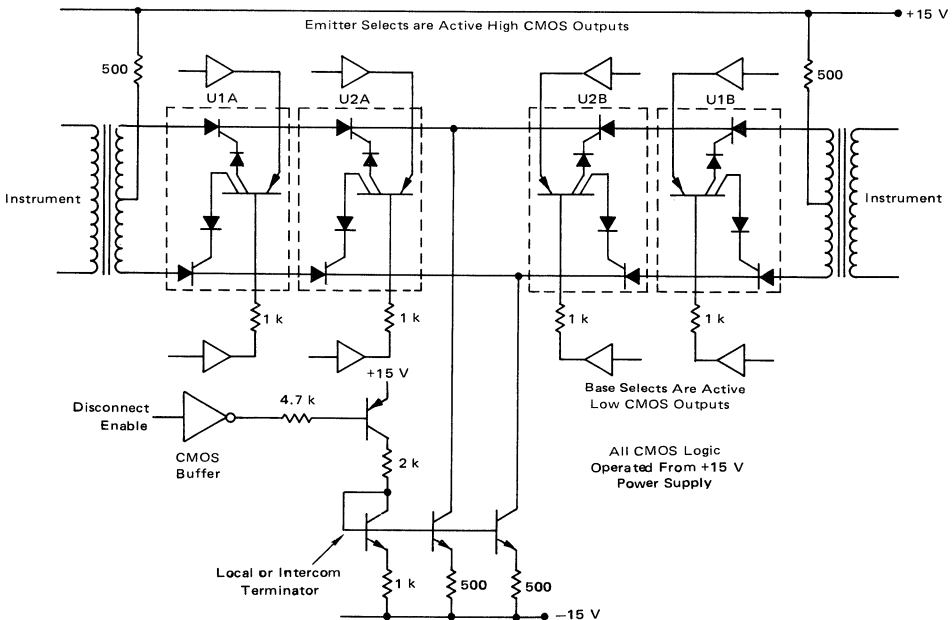 +15 V
Emitter Selects are Active High CMOS Outputs
500
500
U1A
U2A
U2B
U1B
Instrument
Instrument
1 k
1 k
1 k
1 k
+15 V
Base Selects Are Active
Low CMOS Outputs
Disconnect
Enable
4.7 k
CMOS
Buffer
2 k
All CMOS Logic
Operated From +15 V
Power Supply
Local or Intercom
Terminator
1 k
500
500
−15 V